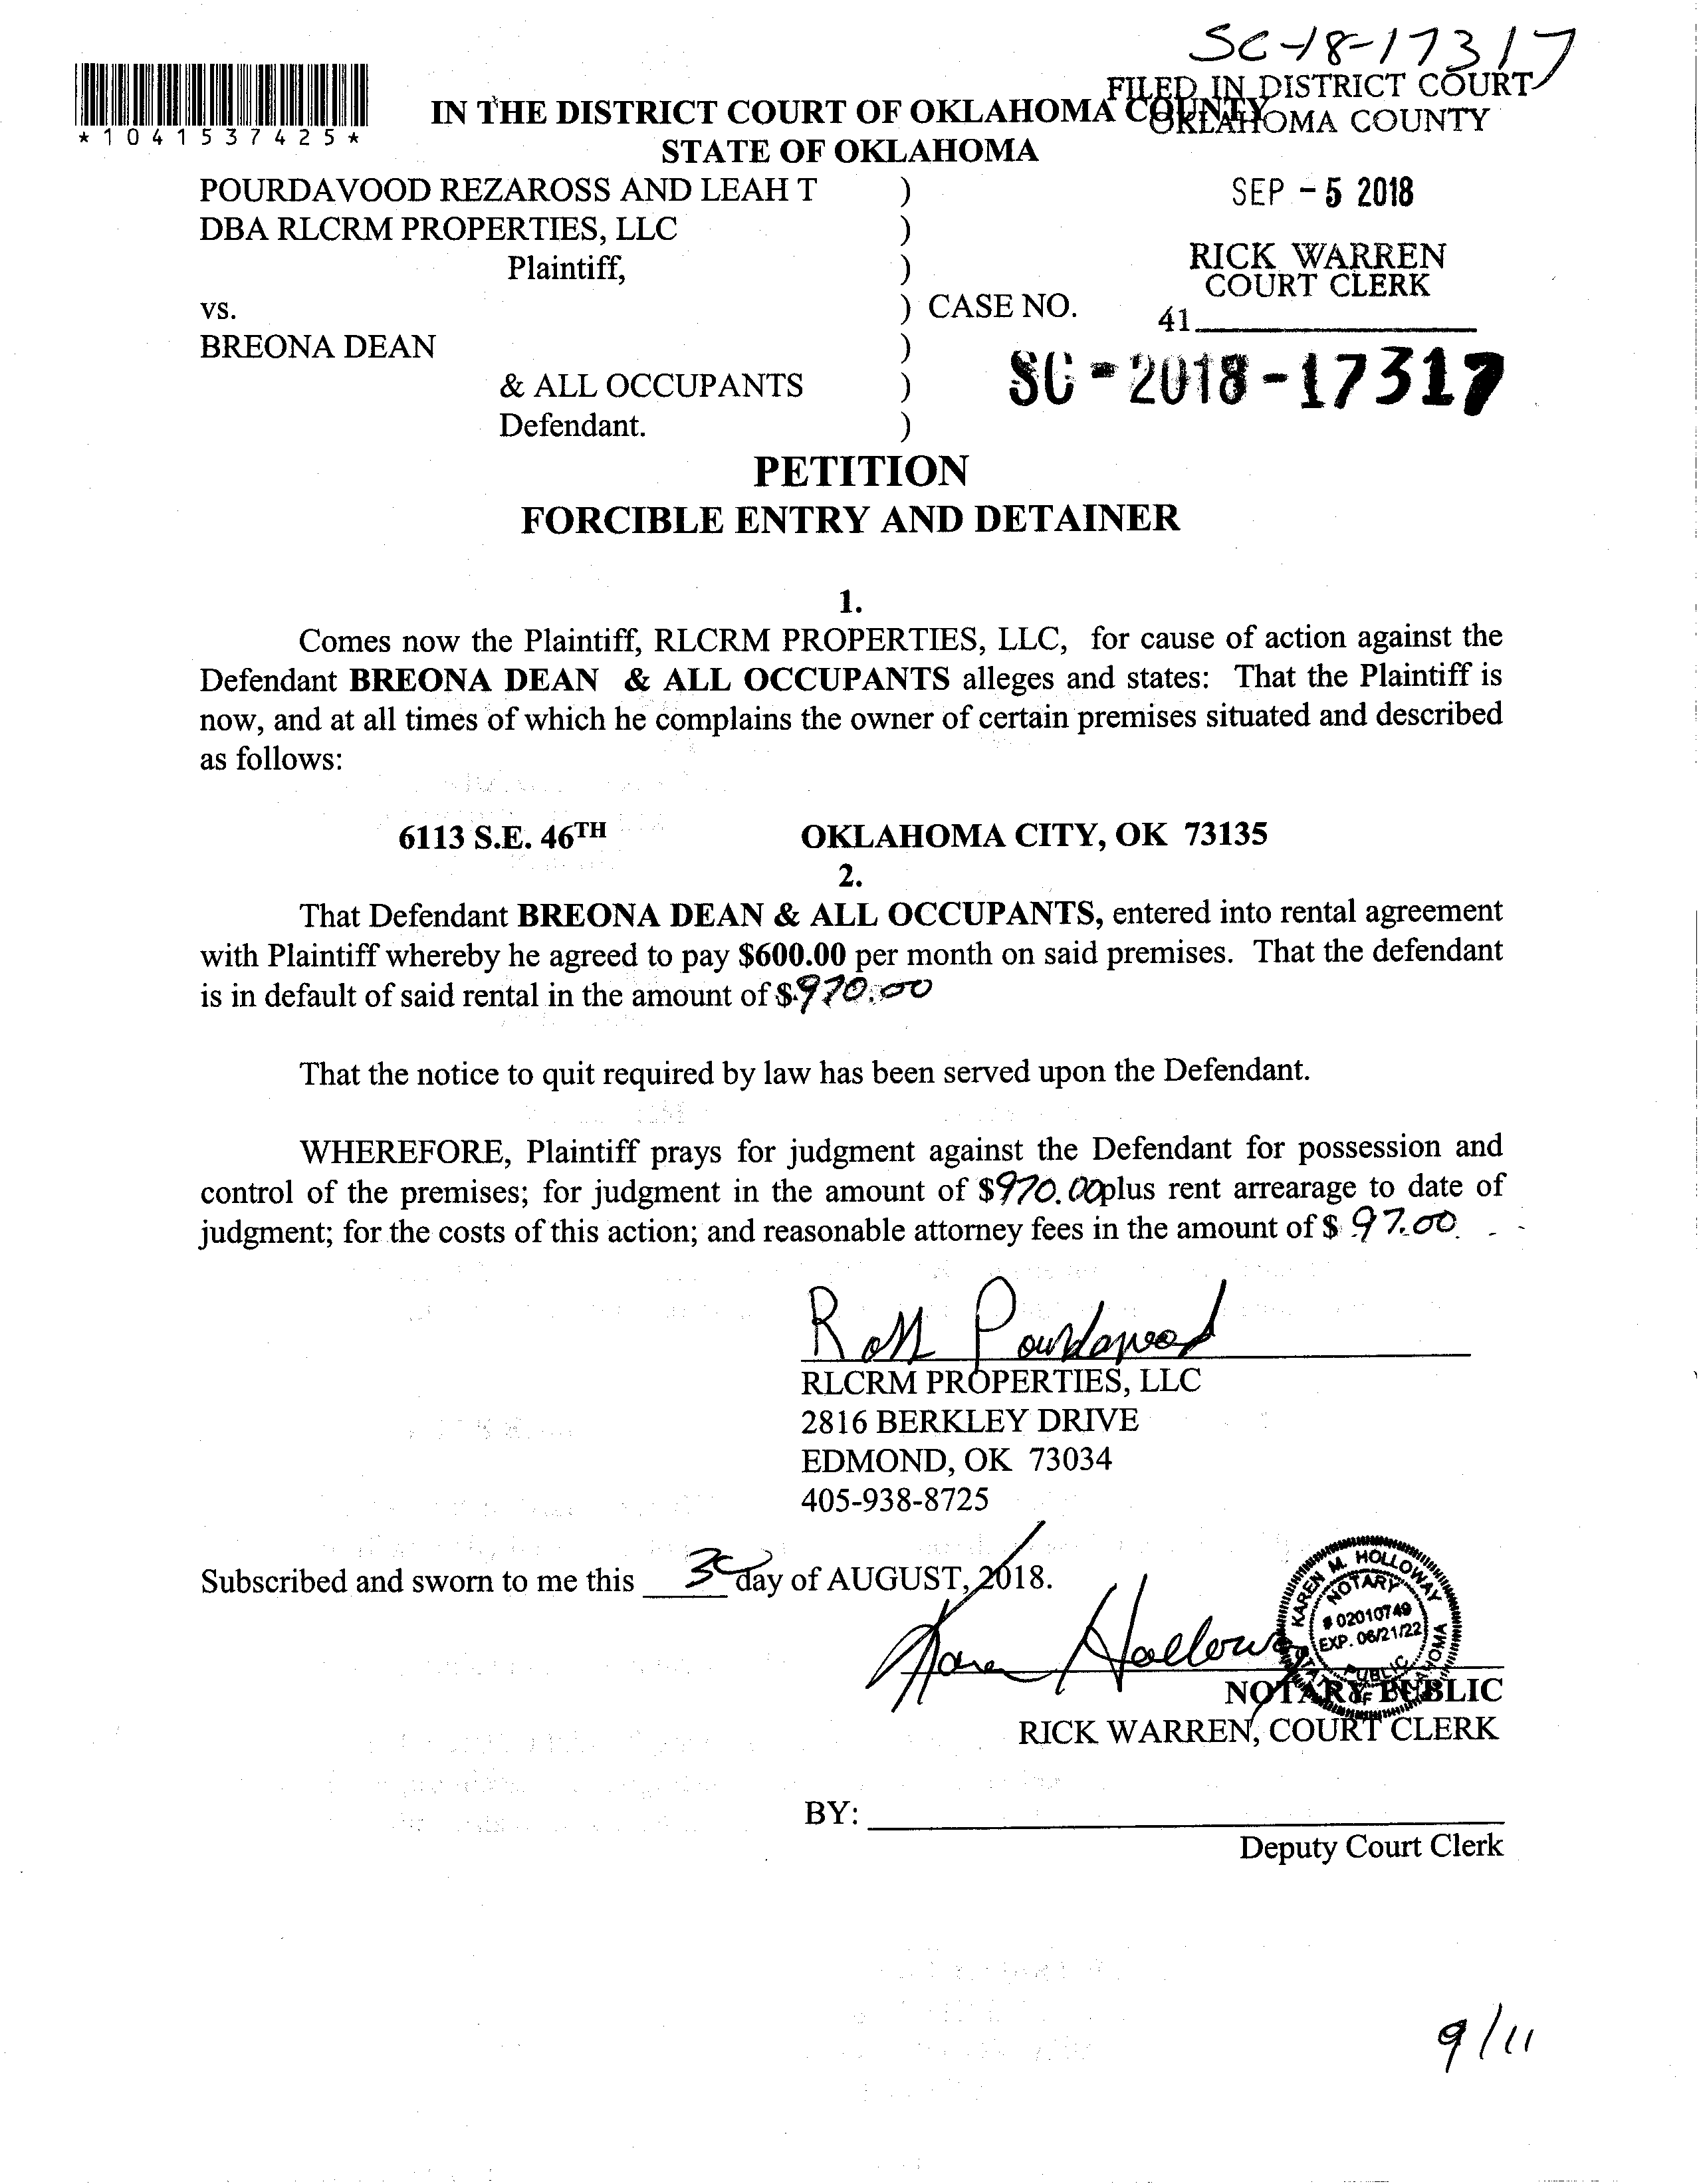 SC-18-17317
FILED IN DISTRICT COURT
OKLAHOMA COUNTY
*1041537425*
IN THE DISTRICT COURT OF OKLAHOMA COUNTY
STATE OF OKLAHOMA
POURDAVOOD REZAROSS AND LEAH T )
DBA RLCRM PROPERTIES, LLC )
Plaintiff, )
vs. ) CASE NO.
BREONA DEAN )
& ALL OCCUPANTS )
Defendant. )
SEP - 5 2018
RICK WARREN
COURT CLERK
41
SC - 2018 - 17317
PETITION
FORCIBLE ENTRY AND DETAINER
1.
Comes now the Plaintiff, RLCRM PROPERTIES, LLC, for cause of action against the
Defendant BREONA DEAN & ALL OCCUPANTS alleges and states: That the Plaintiff is
now, and at all times of which he complains the owner of certain premises situated and described
as follows:
6113 S.E. 46TH OKLAHOMA CITY, OK 73135
2.
That Defendant BREONA DEAN & ALL OCCUPANTS, entered into rental agreement
with Plaintiff whereby he agreed to pay $600.00 per month on said premises. That the defendant
is in default of said rental in the amount of $970.00
That the notice to quit required by law has been served upon the Defendant.
WHEREFORE, Plaintiff prays for judgment against the Defendant for possession and
control of the premises; for judgment in the amount of $970.00 plus rent arrearage to date of
judgment; for the costs of this action; and reasonable attorney fees in the amount of $ 97.00
Ross Pourdavood
RLCRM PROPERTIES, LLC
2816 BERKLEY DRIVE
EDMOND, OK 73034
405-938-8725
Subscribed and sworn to me this 30 day of AUGUST, 2018.
Karen Holloway
KAREN M. HOLLOWAY
NOTARY
# 02010749
EXP. 06/21/22
PUBLIC
NOTARY PUBLIC
RICK WARREN, COURT CLERK
BY:
Deputy Court Clerk
9/11